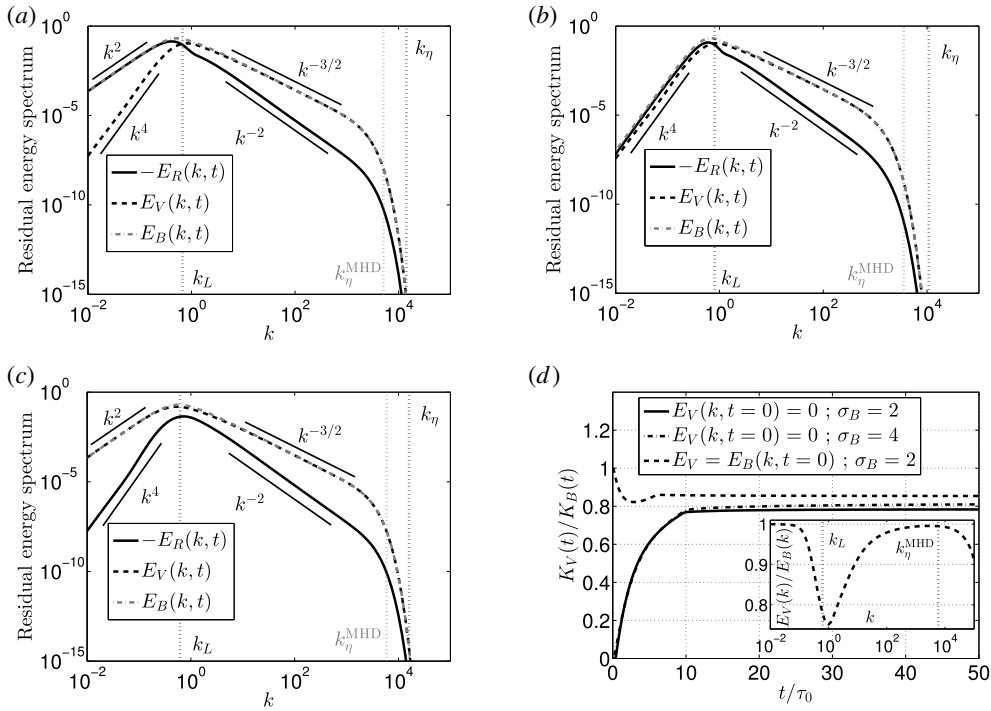 (a)
10^0
10^-5
10^-10
10^-15
Residual energy spectrum
k^2
k^4
k^-3/2
k^-2
k_η
−E_R(k, t)
E_V(k, t)
E_B(k, t)
k_L
k_η^MHD
10^-2 10^0 10^2 10^4
k
(b)
10^0
10^-5
10^-10
10^-15
Residual energy spectrum
k^4
k^-3/2
k^-2
k_η
−E_R(k, t)
E_V(k, t)
E_B(k, t)
k_L
k_η^MHD
10^-2 10^0 10^2 10^4
k
(c)
10^0
10^-5
10^-10
10^-15
Residual energy spectrum
k^2
k^4
k^-3/2
k^-2
k_η
−E_R(k, t)
E_V(k, t)
E_B(k, t)
k_L
k_η^MHD
10^-2 10^0 10^2 10^4
k
(d)
E_V(k, t = 0) = 0 ; σ_B = 2
E_V(k, t = 0) = 0 ; σ_B = 4
E_V = E_B(k, t = 0) ; σ_B = 2
1.2
1
0.8
0.6
0.4
0.2
0
K_V(t)/K_B(t)
1
0.9
0.8
E_V(k)/E_B(k)
k_L
k_η^MHD
k
10^-2 10^0 10^2 10^4
0 10 20 30 40 50
t/τ_0